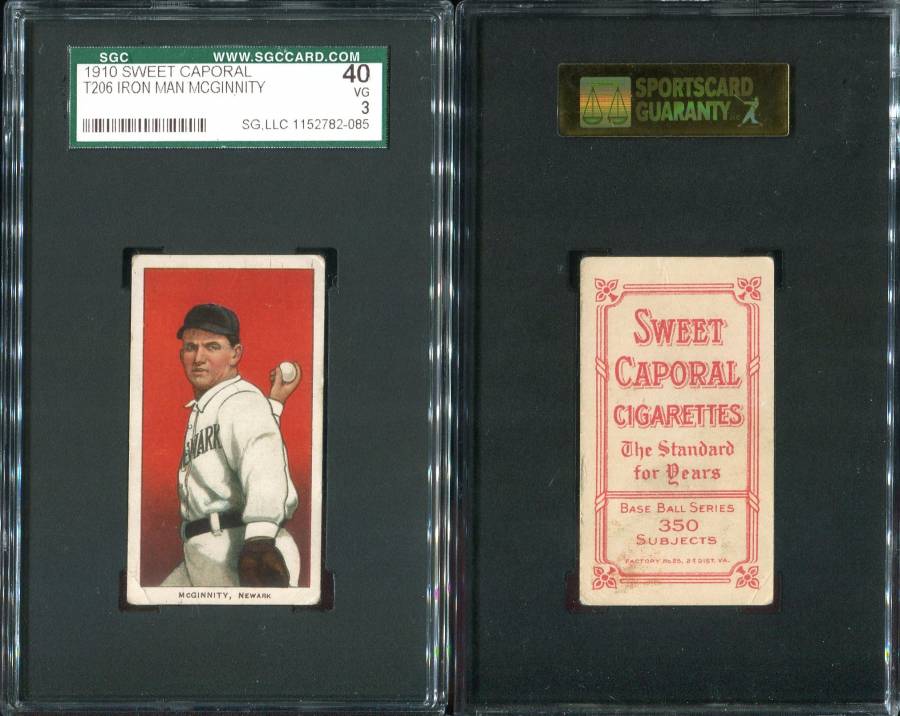 SGC WWW.SGCCARD.COM
1910 SWEET CAPORAL 40
T206 IRON MAN MCGINNITY VG
3
SG,LLC 1152782-085
NEWARK
MCGINNITY, NEWARK
SPORTSCARD
GUARANTY
SWEET
CAPORAL
CIGARETTES
The Standard
for Years
BASE BALL SERIES
350
SUBJECTS
FACTORY No 25, 2d DIST. VA.